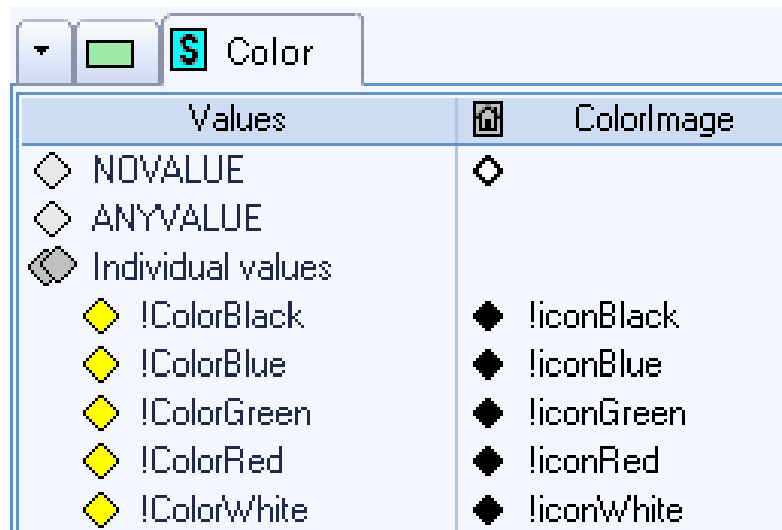 S Color
Values ColorImage
NOVALUE
ANYVALUE
Individual values
!ColorBlack !iconBlack
!ColorBlue !iconBlue
!ColorGreen !iconGreen
!ColorRed !iconRed
!ColorWhite !iconWhite